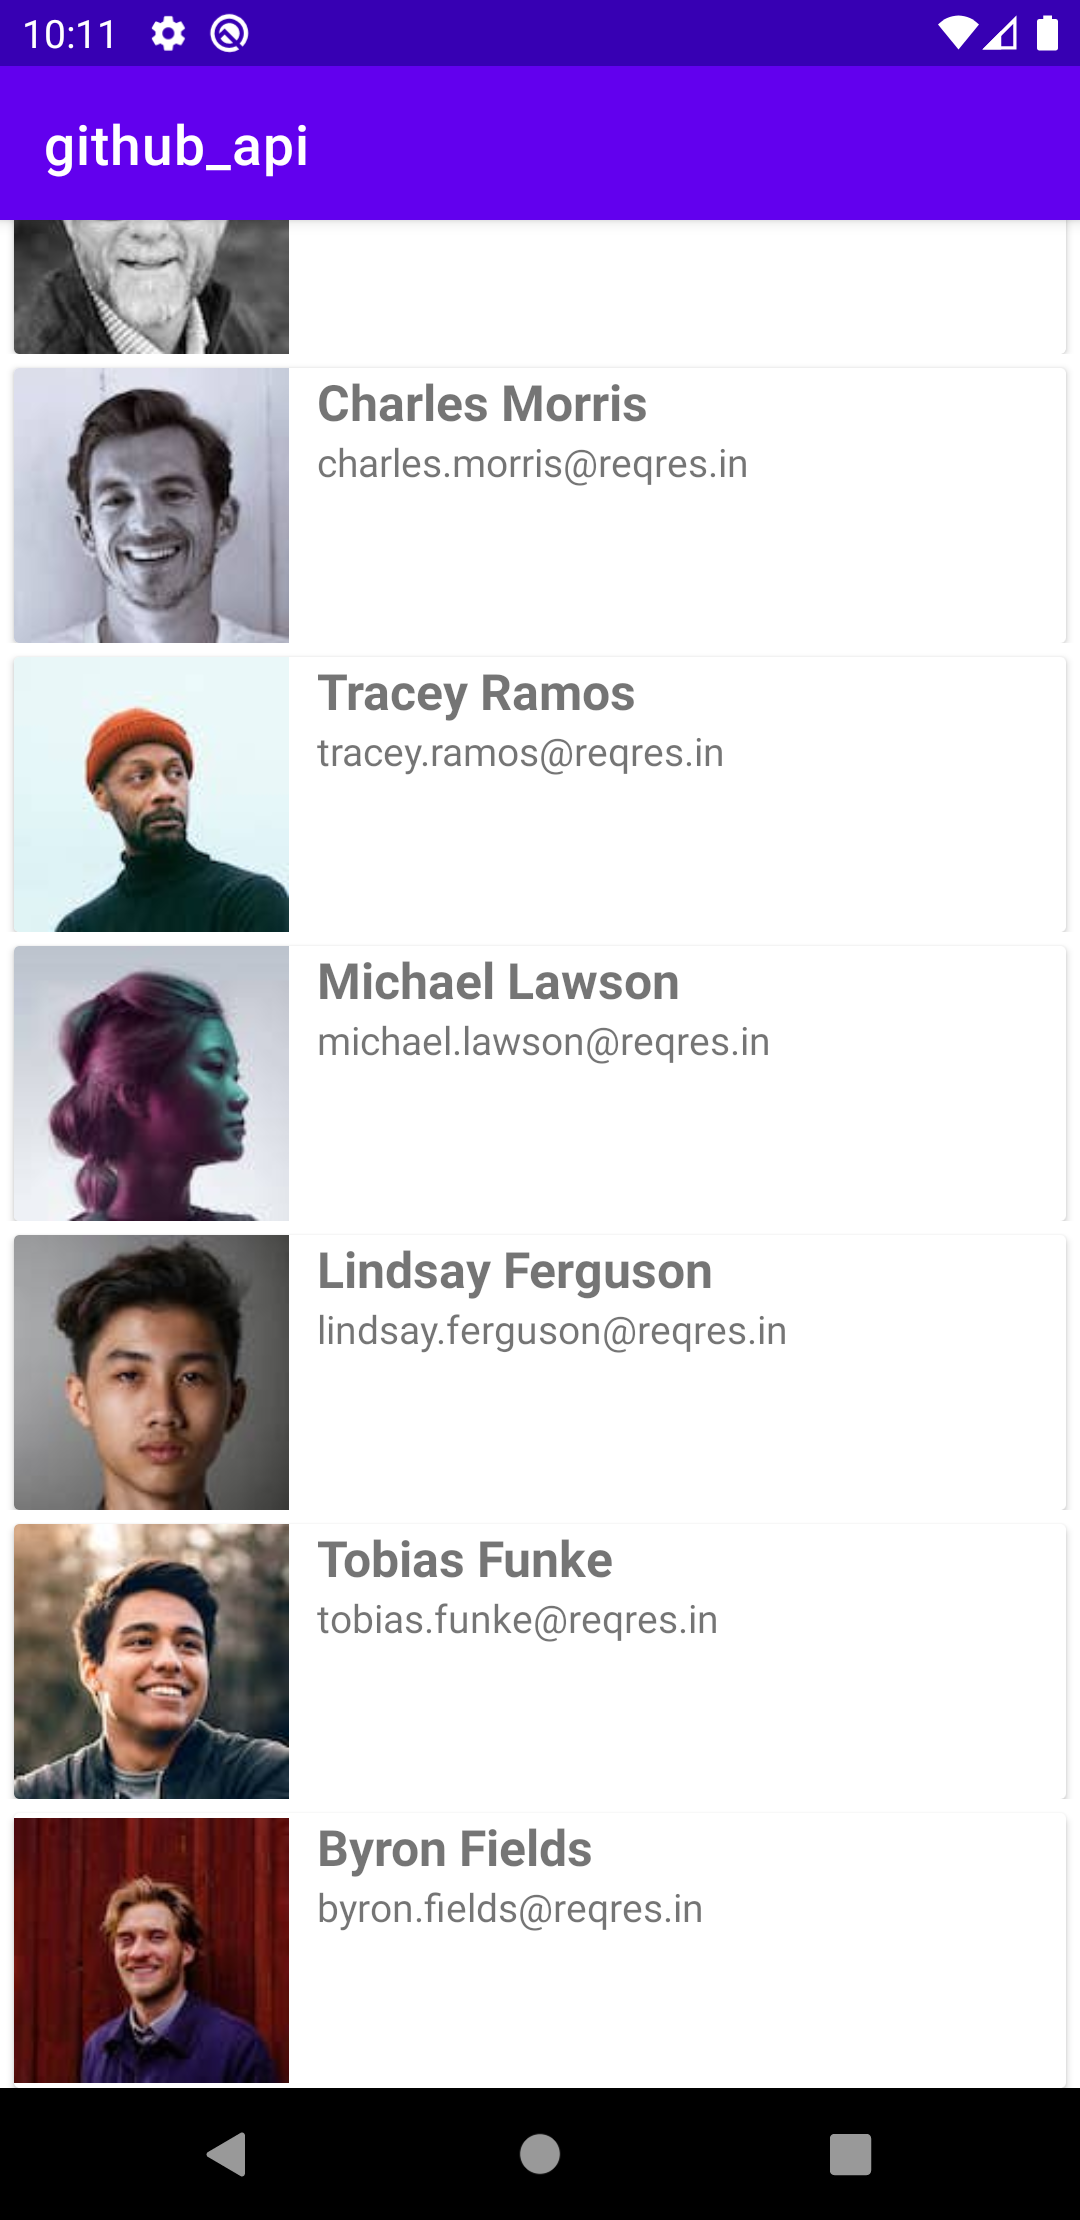 10:11
github_api
Charles Morris
charles.morris@reqres.in
Tracey Ramos
tracey.ramos@reqres.in
Michael Lawson
michael.lawson@reqres.in
Lindsay Ferguson
lindsay.ferguson@reqres.in
Tobias Funke
tobias.funke@reqres.in
Byron Fields
byron.fields@reqres.in